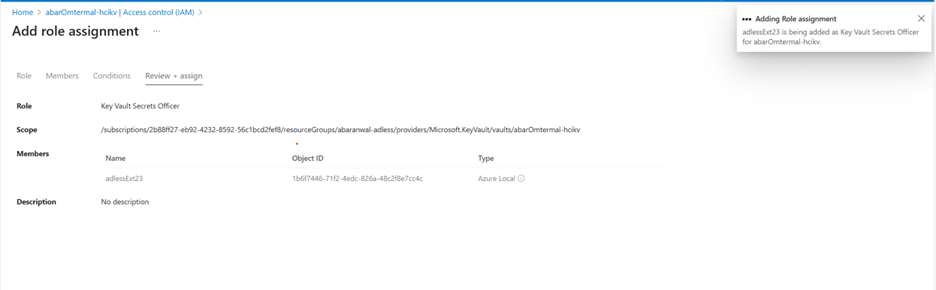 Home > abarOmtermal-hcikv | Access control (IAM) >
Add role assignment ...
Adding Role assignment
adlessExt23 is being added as Key Vault Secrets Officer
for abarOmtermal-hcikv.
Role Members Conditions Review + assign
Role Key Vault Secrets Officer
Scope /subscriptions/2b88ff27-eb92-4232-8592-56c1bcd2fef8/resourceGroups/abaranwal-adless/providers/Microsoft.KeyVault/vaults/abarOmtermal-hcikv
Members
Name Object ID Type
adlessExt23 1b6f7446-71f2-4edc-826a-48c2f8e7cc4c Azure Local
Description No description